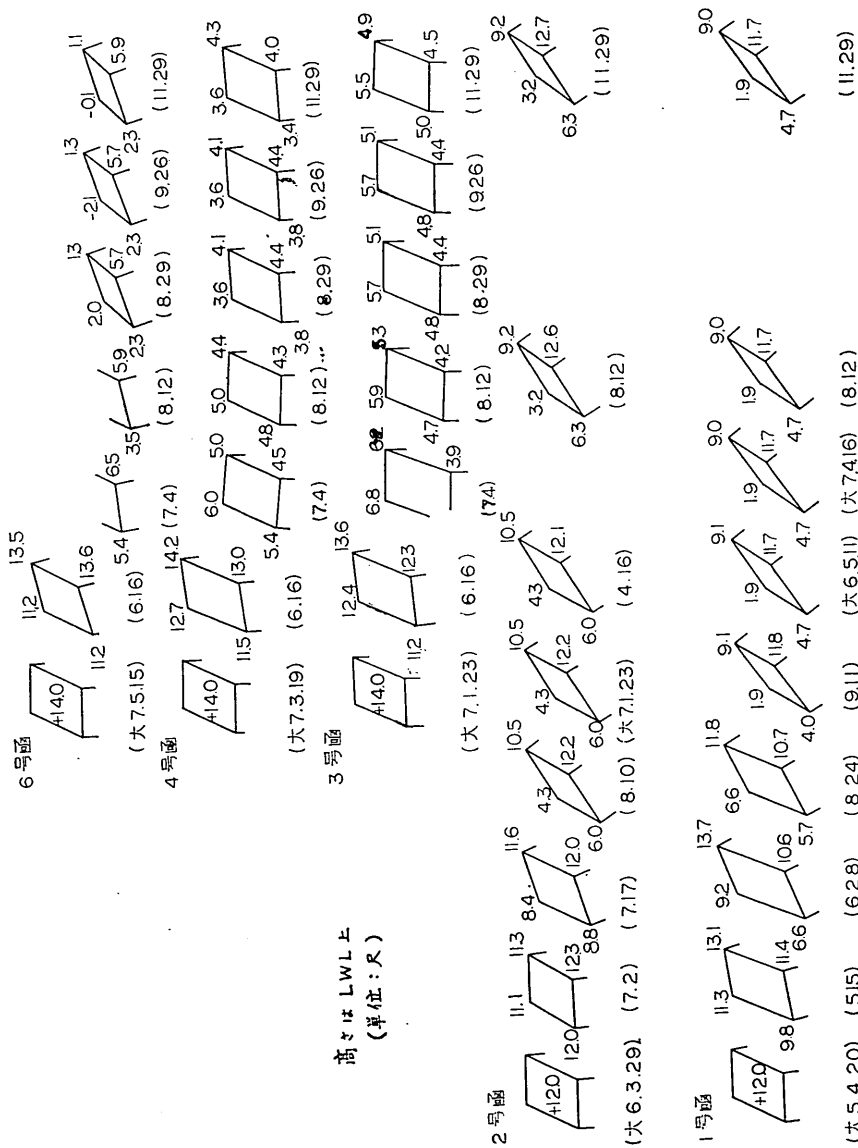 6号函
11.2 13.5 2.0 1.3 -2.1 1.3 -0.1 1.1
+14.0 13.6 6.5 5.9 5.7 5.7 5.9
11.2 5.4 3.5 2.3 2.3 2.3
(大7.5.15) (6.16) (7.4) (8.12) (8.29) (9.26) (11.29)
4号函
12.7 14.2 6.0 5.0 5.0 4.4 3.6 4.1 3.6 4.1 3.6 4.3
+14.0 13.0 4.5 4.3 4.4 4.4 4.0
11.5 5.4 4.8 3.8 3.8 3.4
(大7.3.19) (6.16) (7.4) (8.12) (8.29) (9.26) (11.29)
3号函
12.4 13.6 6.8 5.9 5.3 5.7 5.1 5.7 5.1 5.5 4.9
+14.0 12.3 3.9 4.2 4.4 4.4 4.5
11.2 4.7 4.8 4.8 5.0
(大7.1.23) (6.16) (7.4) (8.12) (8.29) (9.26) (11.29)
高さはLWL上
(単位:尺)
2号函
11.1 11.3 8.4 11.6 4.3 10.5 4.3 10.5 4.3 10.5 3.2 9.2 3.2 9.2
+12.0 12.3 12.0 12.2 12.2 12.1 12.6 12.7
12.0 8.8 6.0 6.0 6.0 6.3 6.3
(大6.3.29) (7.2) (7.17) (8.10) (大7.1.23) (4.16) (8.12) (11.29)
1号函
11.3 13.1 9.2 13.7 6.6 11.8 1.9 9.1 1.9 9.1 1.9 9.0 1.9 9.0 1.9 9.0
+12.0 11.4 10.6 10.7 11.8 11.7 11.7 11.7 11.7
9.8 6.6 5.7 4.0 4.7 4.7 4.7 4.7
(大5.4.20) (5.15) (6.28) (8.24) (9.11) (大6.5.11) (大7.4.16) (8.12) (11.29)